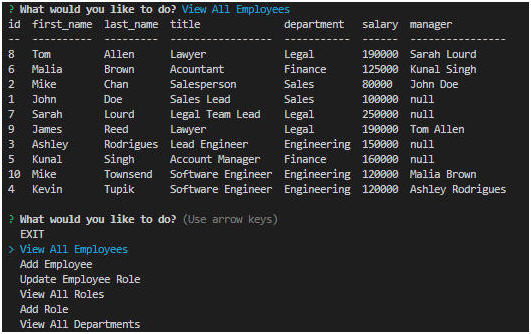 ? What would you like to do? View All Employees
id  first_name  last_name  title              department   salary  manager
--  ----------  ---------  -----------------  -----------  ------  ----------------
8   Tom         Allen      Lawyer             Legal        190000  Sarah Lourd
6   Malia       Brown      Acountant          Finance      125000  Kunal Singh
2   Mike        Chan       Salesperson        Sales        80000   John Doe
1   John        Doe        Sales Lead         Sales        100000  null
7   Sarah       Lourd      Legal Team Lead    Legal        250000  null
9   James       Reed       Lawyer             Legal        190000  Tom Allen
3   Ashley      Rodrigues  Lead Engineer      Engineering  150000  null
5   Kunal       Singh      Account Manager    Finance      160000  null
10  Mike        Townsend   Software Engineer  Engineering  120000  Malia Brown
4   Kevin       Tupik      Software Engineer  Engineering  120000  Ashley Rodrigues
? What would you like to do? (Use arrow keys)
EXIT
> View All Employees
Add Employee
Update Employee Role
View All Roles
Add Role
View All Departments